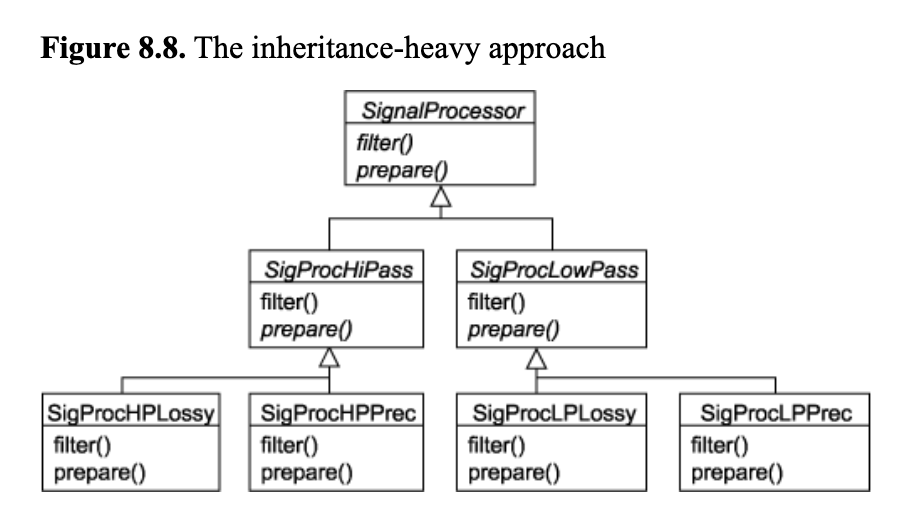 Figure 8.8. The inheritance-heavy approach
SignalProcessor
filter()
prepare()
SigProcHiPass
filter()
prepare()
SigProcLowPass
filter()
prepare()
SigProcHPLossy
filter()
prepare()
SigProcHPPrec
filter()
prepare()
SigProcLPLossy
filter()
prepare()
SigProcLPPrec
filter()
prepare()